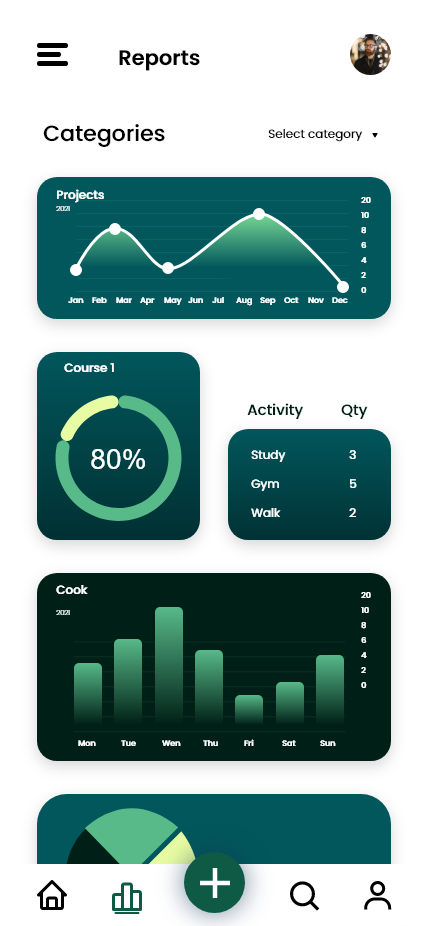 Reports
Categories
Select category
Projects
2021
20
10
8
6
4
2
0
Jan Feb Mar Apr May Jun Jul Aug Sep Oct Nov Dec
Course 1
80%
Activity Qty
Study 3
Gym 5
Walk 2
Cook
2021
20
10
8
6
4
2
0
Mon Tue Wen Thu Fri Sat Sun